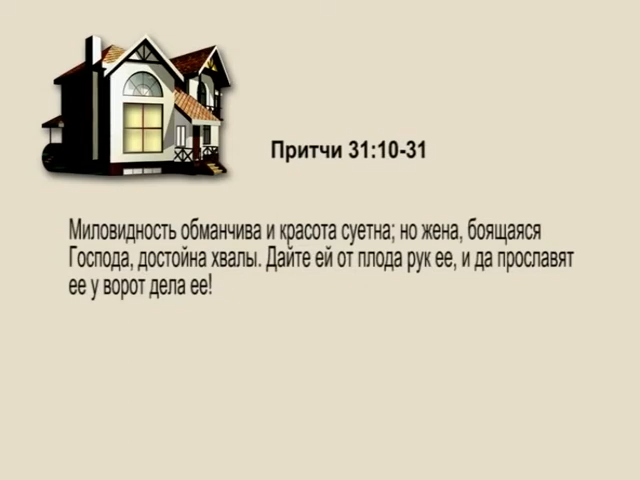 Притчи 31:10-31
Миловидность обманчива и красота суетна; но жена, боящаяся
Господа, достойна хвалы. Дайте ей от плода рук ее, и да прославят
ее у ворот дела ее!